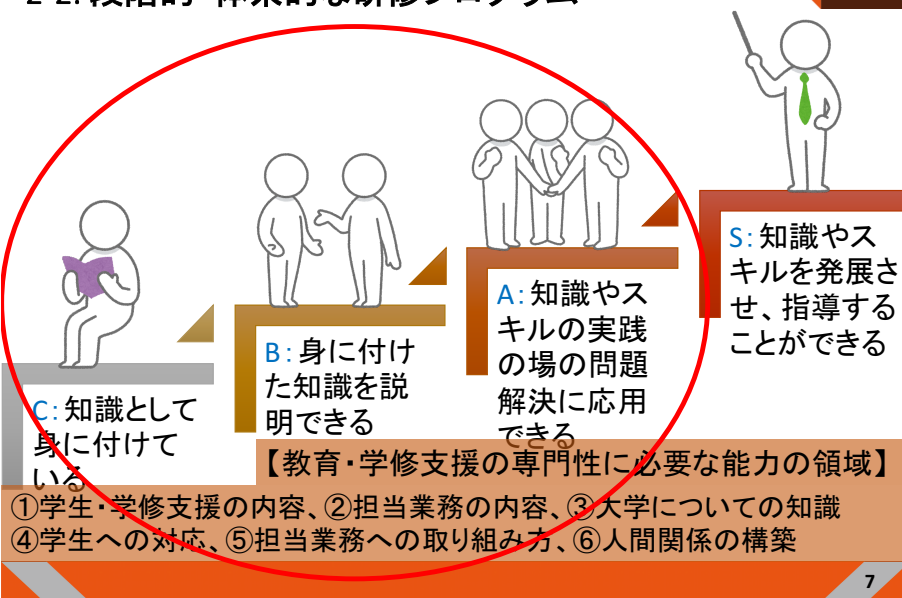 2-2. 段階的・体系的な研修プログラム
C：知識として
身に付けて
いる
B：身に付け
た知識を説
明できる
A：知識やス
キルの実践
の場の問題
解決に応用
できる
S：知識やス
キルを発展さ
せ、指導する
ことができる
【教育・学修支援の専門性に必要な能力の領域】
①学生・学修支援の内容、②担当業務の内容、③大学についての知識
④学生への対応、⑤担当業務への取り組み方、⑥人間関係の構築
7